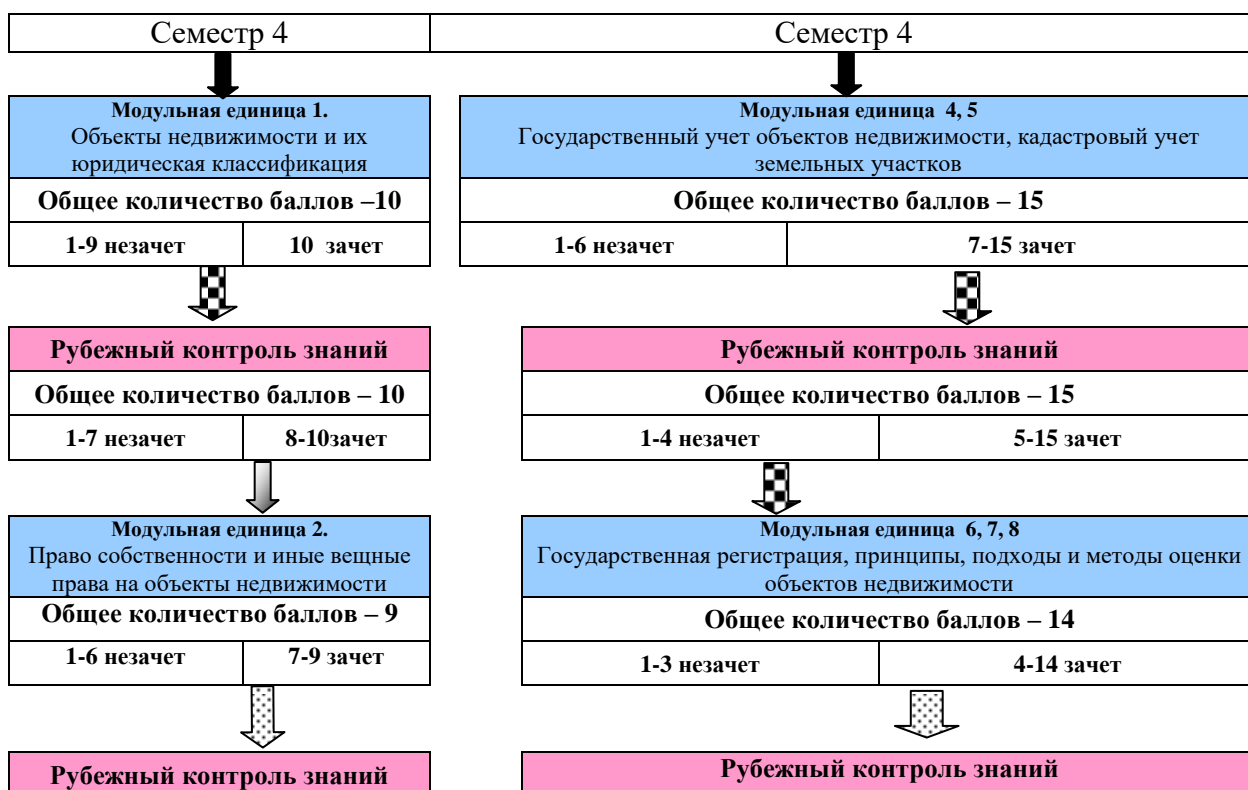 Семестр 4
Семестр 4
Модульная единица 1.
Объекты недвижимости и их
юридическая классификация
Общее количество баллов –10
1-9 незачет
10 зачет
Рубежный контроль знаний
Общее количество баллов – 10
1-7 незачет
8-10зачет
Модульная единица 2.
Право собственности и иные вещные
права на объекты недвижимости
Общее количество баллов – 9
1-6 незачет
7-9 зачет
Рубежный контроль знаний
Модульная единица 4, 5
Государственный учет объектов недвижимости, кадастровый учет
земельных участков
Общее количество баллов – 15
1-6 незачет
7-15 зачет
Рубежный контроль знаний
Общее количество баллов – 15
1-4 незачет
5-15 зачет
Модульная единица 6, 7, 8
Государственная регистрация, принципы, подходы и методы оценки
объектов недвижимости
Общее количество баллов – 14
1-3 незачет
4-14 зачет
Рубежный контроль знаний